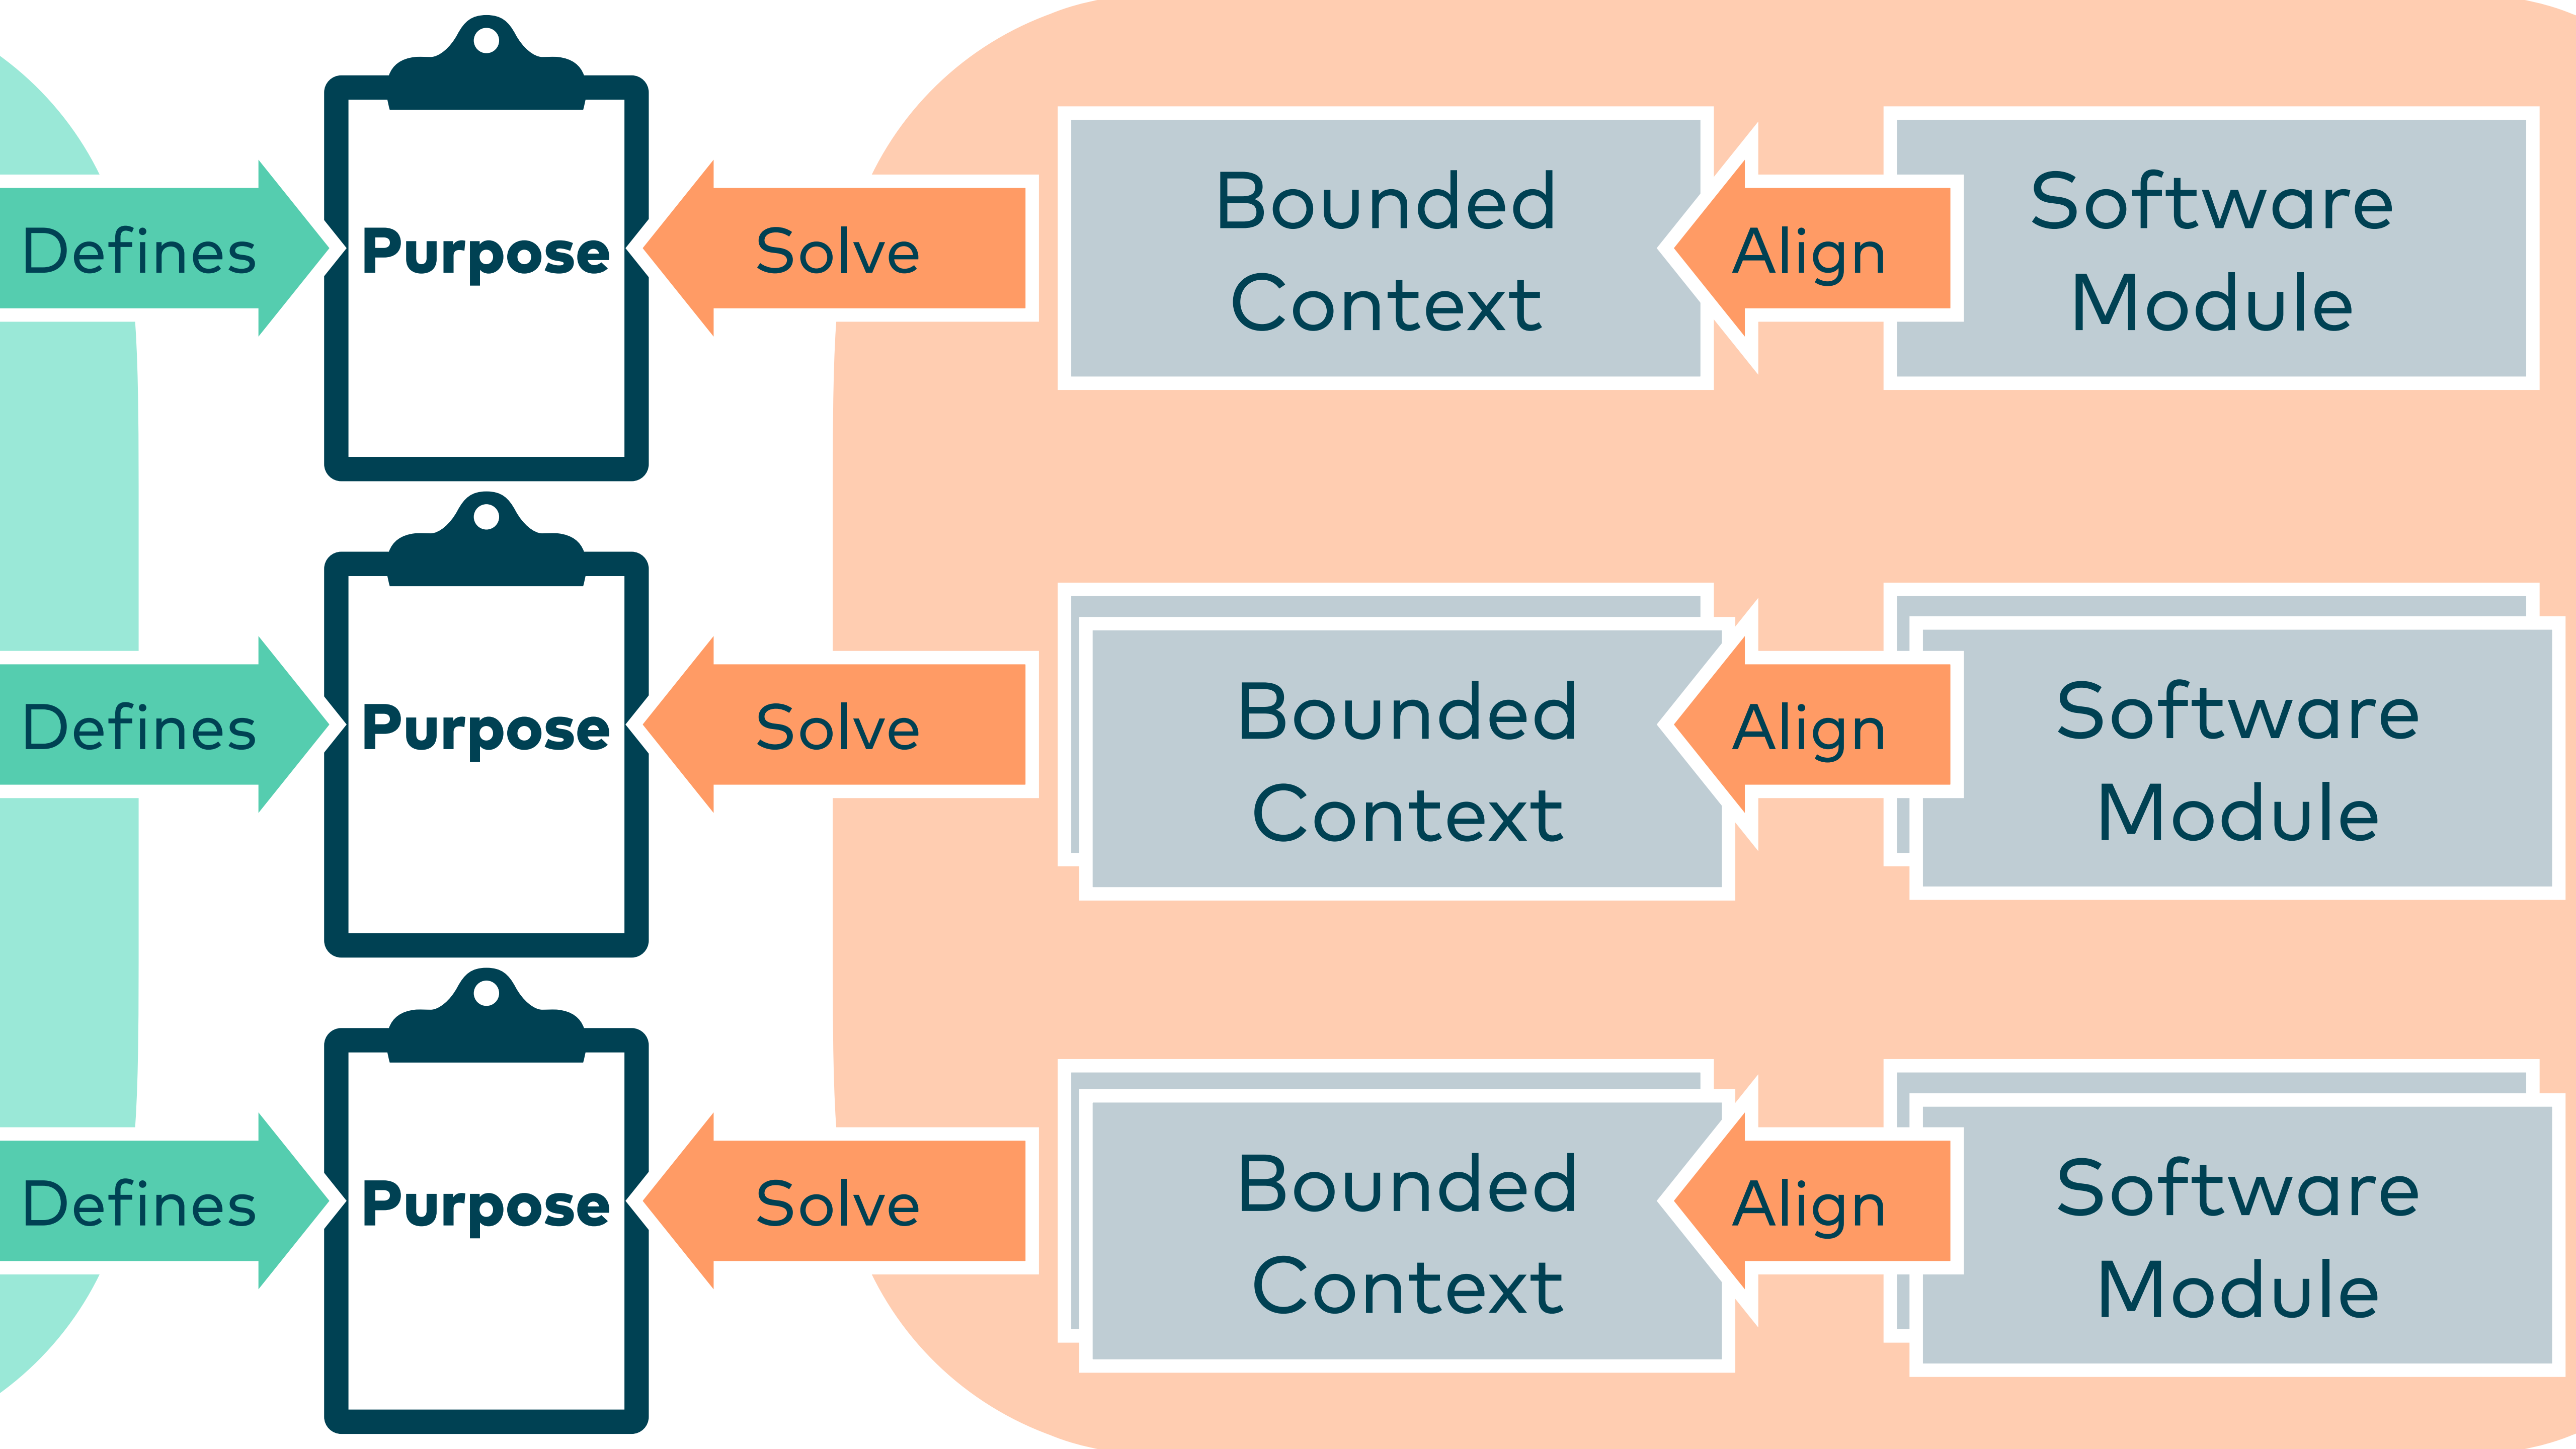 Defines
Purpose
Solve
Bounded
Context
Align
Software
Module
Defines
Purpose
Solve
Bounded
Context
Align
Software
Module
Defines
Purpose
Solve
Bounded
Context
Align
Software
Module